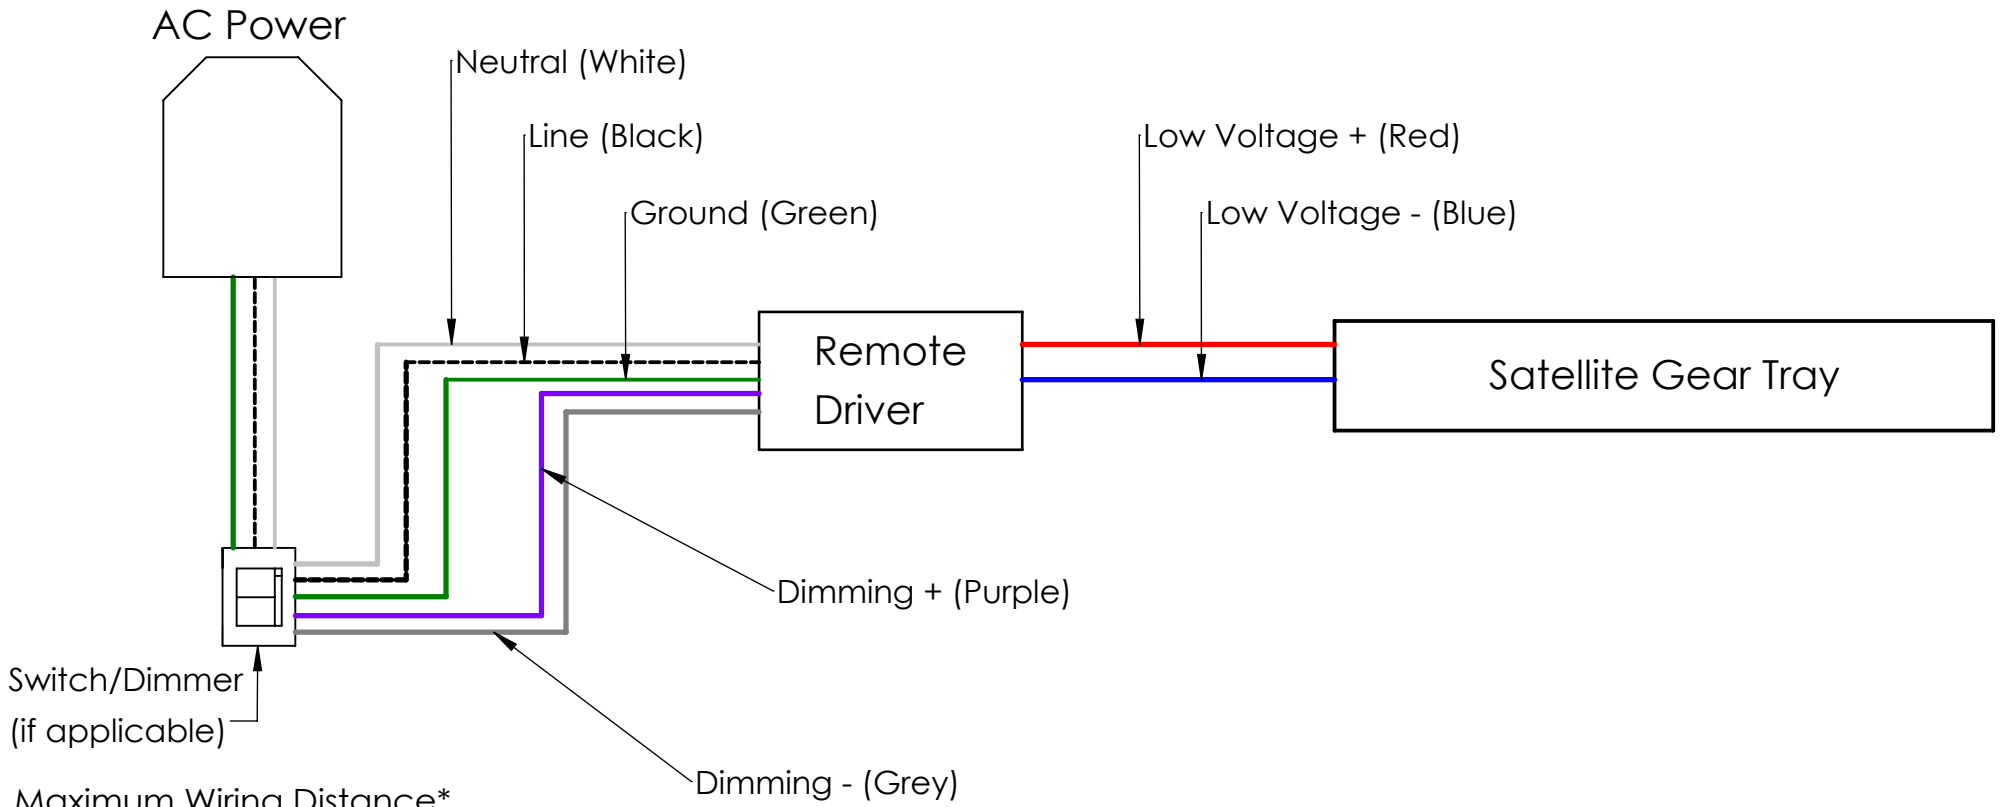 AC Power
Neutral (White)
Line (Black)
Low Voltage + (Red)
Ground (Green)
Low Voltage - (Blue)
Remote
Driver
Satellite Gear Tray
Dimming + (Purple)
Switch/Dimmer
(if applicable)
Dimming - (Grey)
Maximum Wiring Distance*